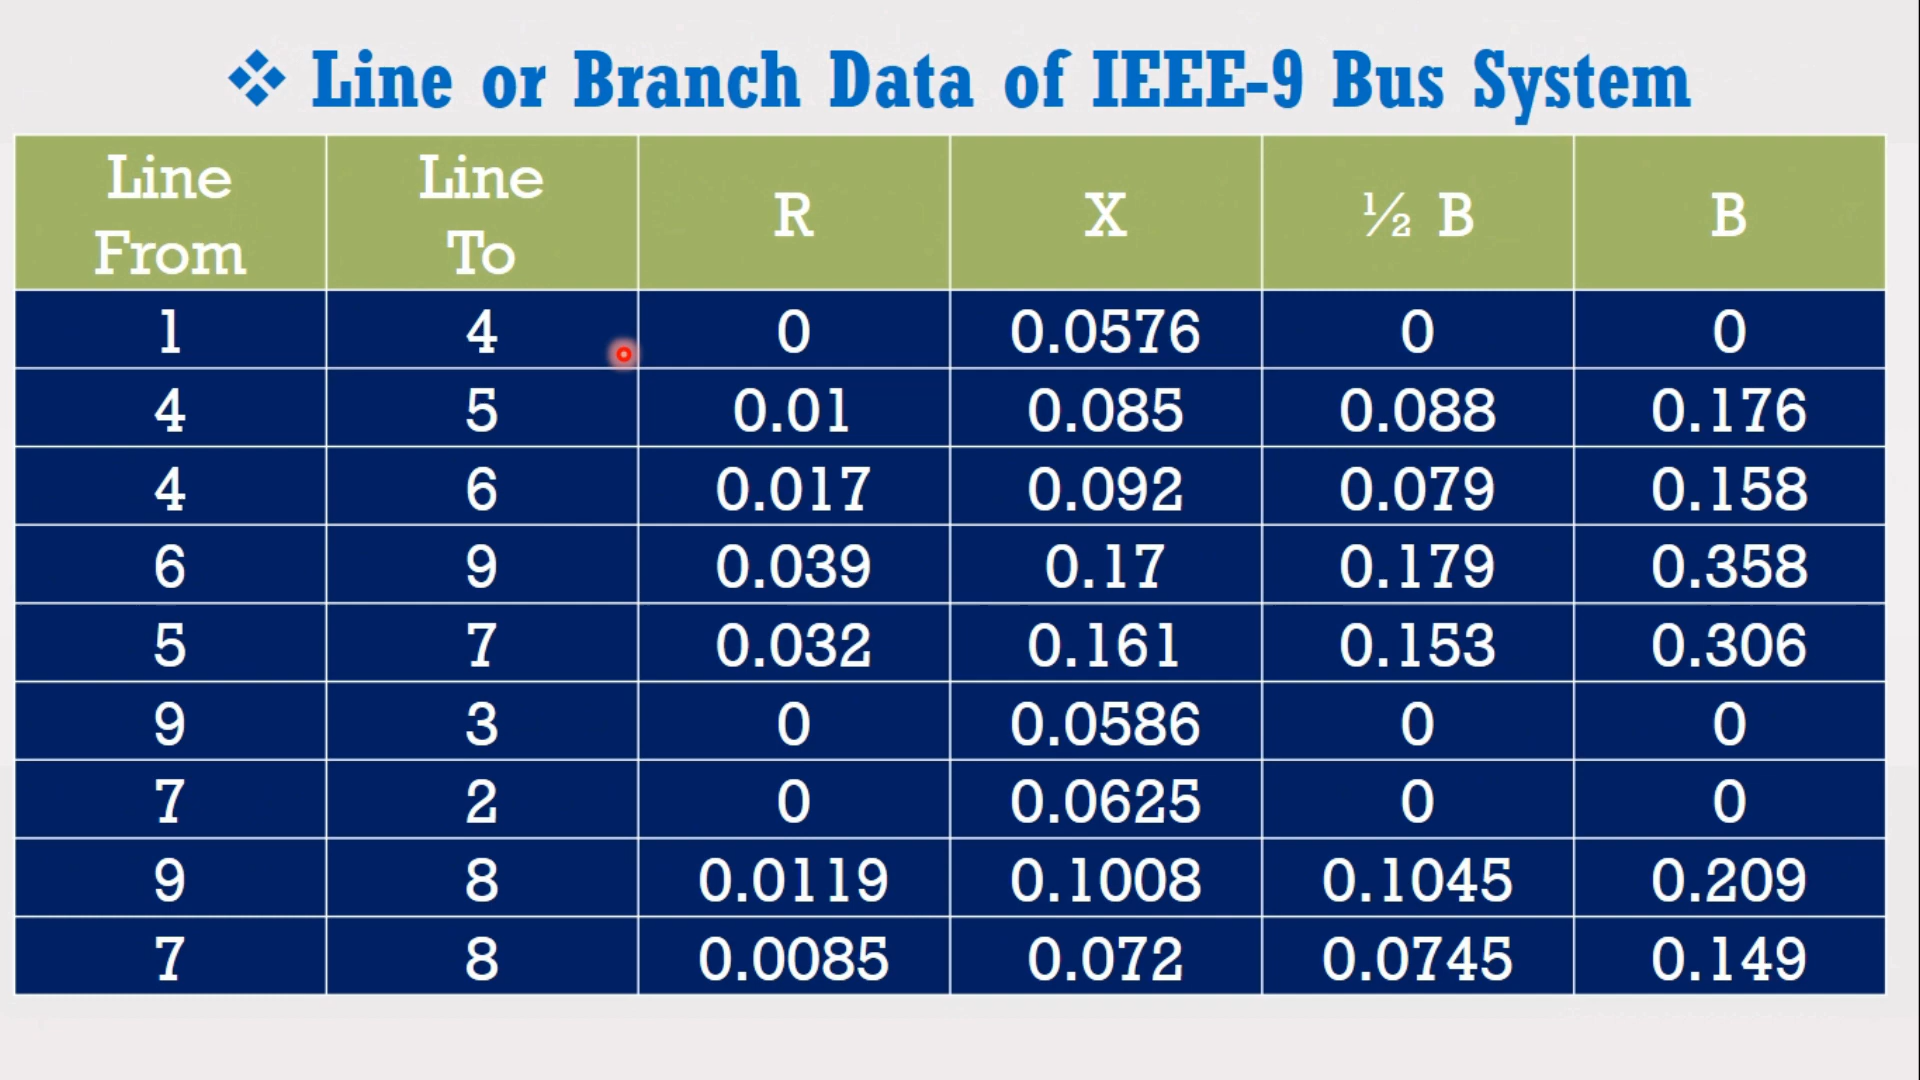 ❖ Line or Branch Data of IEEE-9 Bus System
Line From | Line To | R | X | ½ B | B
1 | 4 | 0 | 0.0576 | 0 | 0
4 | 5 | 0.01 | 0.085 | 0.088 | 0.176
4 | 6 | 0.017 | 0.092 | 0.079 | 0.158
6 | 9 | 0.039 | 0.17 | 0.179 | 0.358
5 | 7 | 0.032 | 0.161 | 0.153 | 0.306
9 | 3 | 0 | 0.0586 | 0 | 0
7 | 2 | 0 | 0.0625 | 0 | 0
9 | 8 | 0.0119 | 0.1008 | 0.1045 | 0.209
7 | 8 | 0.0085 | 0.072 | 0.0745 | 0.149